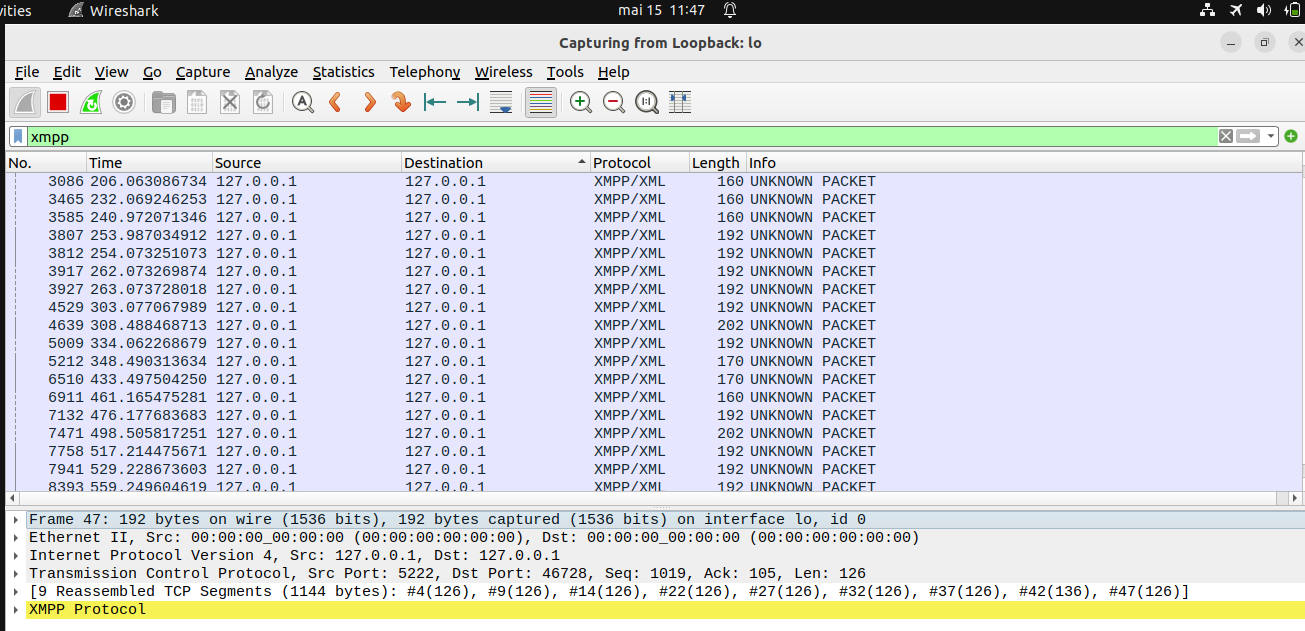 vities Wireshark mai 15 11:47
Capturing from Loopback: lo
File Edit View Go Capture Analyze Statistics Telephony Wireless Tools Help
xmpp
No. Time Source Destination Protocol Length Info
3086 206.063086734 127.0.0.1 127.0.0.1 XMPP/XML 160 UNKNOWN PACKET
3465 232.069246253 127.0.0.1 127.0.0.1 XMPP/XML 160 UNKNOWN PACKET
3585 240.972071346 127.0.0.1 127.0.0.1 XMPP/XML 160 UNKNOWN PACKET
3807 253.987034912 127.0.0.1 127.0.0.1 XMPP/XML 192 UNKNOWN PACKET
3812 254.073251073 127.0.0.1 127.0.0.1 XMPP/XML 192 UNKNOWN PACKET
3917 262.073269874 127.0.0.1 127.0.0.1 XMPP/XML 192 UNKNOWN PACKET
3927 263.073728018 127.0.0.1 127.0.0.1 XMPP/XML 192 UNKNOWN PACKET
4529 303.077067989 127.0.0.1 127.0.0.1 XMPP/XML 192 UNKNOWN PACKET
4639 308.488468713 127.0.0.1 127.0.0.1 XMPP/XML 202 UNKNOWN PACKET
5009 334.062268679 127.0.0.1 127.0.0.1 XMPP/XML 192 UNKNOWN PACKET
5212 348.490313634 127.0.0.1 127.0.0.1 XMPP/XML 170 UNKNOWN PACKET
6510 433.497504250 127.0.0.1 127.0.0.1 XMPP/XML 170 UNKNOWN PACKET
6911 461.165475281 127.0.0.1 127.0.0.1 XMPP/XML 160 UNKNOWN PACKET
7132 476.177683683 127.0.0.1 127.0.0.1 XMPP/XML 192 UNKNOWN PACKET
7471 498.505817251 127.0.0.1 127.0.0.1 XMPP/XML 202 UNKNOWN PACKET
7758 517.214475671 127.0.0.1 127.0.0.1 XMPP/XML 192 UNKNOWN PACKET
7941 529.228673603 127.0.0.1 127.0.0.1 XMPP/XML 192 UNKNOWN PACKET
8393 559.249604619 127.0.0.1 127.0.0.1 XMPP/XML 192 UNKNOWN PACKET
Frame 47: 192 bytes on wire (1536 bits), 192 bytes captured (1536 bits) on interface lo, id 0
Ethernet II, Src: 00:00:00_00:00:00 (00:00:00:00:00:00), Dst: 00:00:00_00:00:00 (00:00:00:00:00:00)
Internet Protocol Version 4, Src: 127.0.0.1, Dst: 127.0.0.1
Transmission Control Protocol, Src Port: 5222, Dst Port: 46728, Seq: 1019, Ack: 105, Len: 126
[9 Reassembled TCP Segments (1144 bytes): #4(126), #9(126), #14(126), #22(126), #27(126), #32(126), #37(126), #42(136), #47(126)]
XMPP Protocol